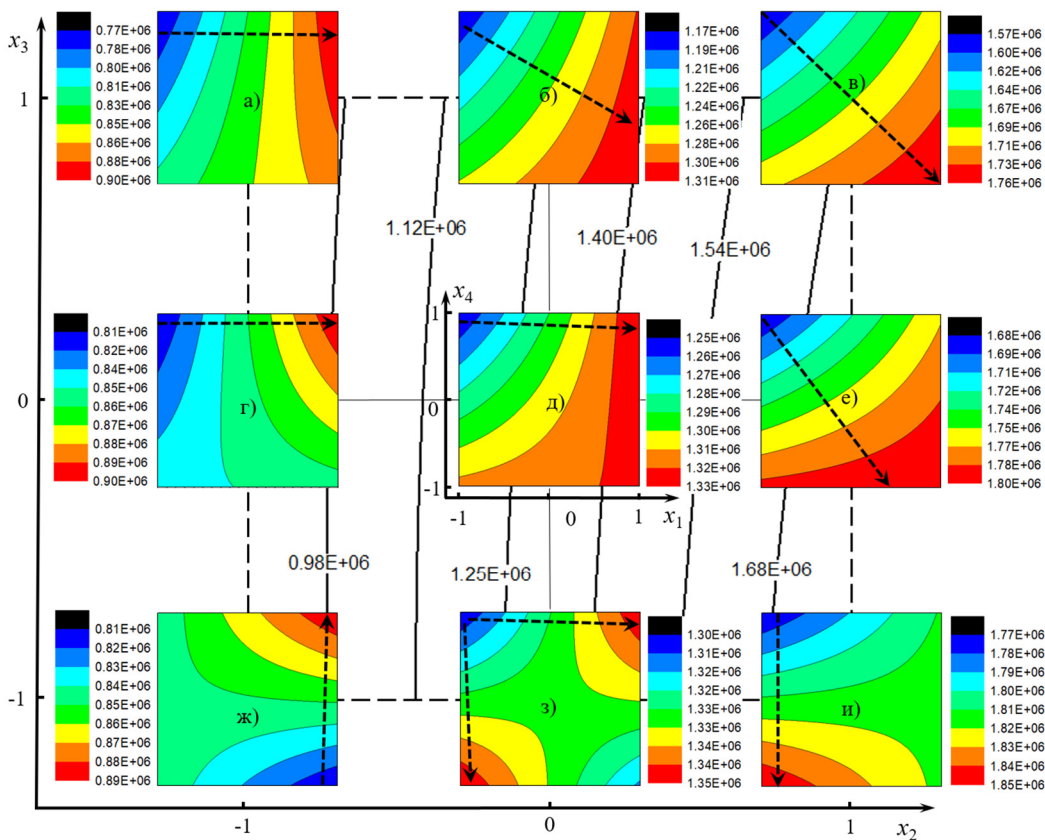 x3
1
0
-1
-1
0
1
x2
0.77E+06
0.78E+06
0.80E+06
0.81E+06
0.83E+06
0.85E+06
0.86E+06
0.88E+06
0.90E+06
а)
1.17E+06
1.19E+06
1.21E+06
1.22E+06
1.24E+06
1.26E+06
1.28E+06
1.30E+06
1.31E+06
б)
1.57E+06
1.60E+06
1.62E+06
1.64E+06
1.67E+06
1.69E+06
1.71E+06
1.73E+06
1.76E+06
в)
1.12E+06
1.40E+06
1.54E+06
0.81E+06
0.82E+06
0.84E+06
0.85E+06
0.86E+06
0.87E+06
0.88E+06
0.89E+06
0.90E+06
г)
x4
1
0
-1
-1
0
1
x1
д)
1.25E+06
1.26E+06
1.27E+06
1.28E+06
1.29E+06
1.30E+06
1.31E+06
1.32E+06
1.33E+06
е)
1.68E+06
1.69E+06
1.71E+06
1.72E+06
1.74E+06
1.75E+06
1.77E+06
1.78E+06
1.80E+06
0.98E+06
1.25E+06
1.68E+06
0.81E+06
0.82E+06
0.83E+06
0.84E+06
0.86E+06
0.87E+06
0.88E+06
0.89E+06
ж)
1.30E+06
1.31E+06
1.32E+06
1.33E+06
1.33E+06
1.34E+06
1.34E+06
1.35E+06
з)
1.77E+06
1.78E+06
1.79E+06
1.80E+06
1.81E+06
1.82E+06
1.83E+06
1.84E+06
1.85E+06
и)